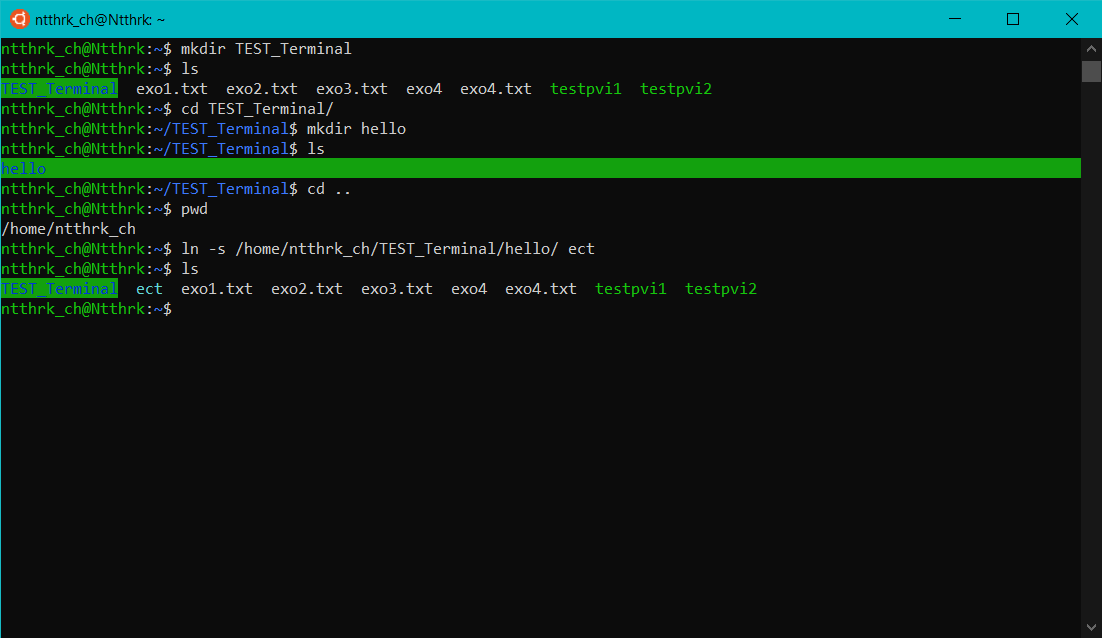 ntthrk_ch@Ntthrk: ~
ntthrk_ch@Ntthrk:~$ mkdir TEST_Terminal
ntthrk_ch@Ntthrk:~$ ls
TEST_Terminal  ect  exo1.txt  exo2.txt  exo3.txt  exo4  exo4.txt  testpvi1  testpvi2
ntthrk_ch@Ntthrk:~$ cd TEST_Terminal/
ntthrk_ch@Ntthrk:~/TEST_Terminal$ mkdir hello
ntthrk_ch@Ntthrk:~/TEST_Terminal$ ls
hello
ntthrk_ch@Ntthrk:~/TEST_Terminal$ cd ..
ntthrk_ch@Ntthrk:~$ pwd
/home/ntthrk_ch
ntthrk_ch@Ntthrk:~$ ln -s /home/ntthrk_ch/TEST_Terminal/hello/ ect
ntthrk_ch@Ntthrk:~$ ls
TEST_Terminal  ect  exo1.txt  exo2.txt  exo3.txt  exo4  exo4.txt  testpvi1  testpvi2
ntthrk_ch@Ntthrk:~$